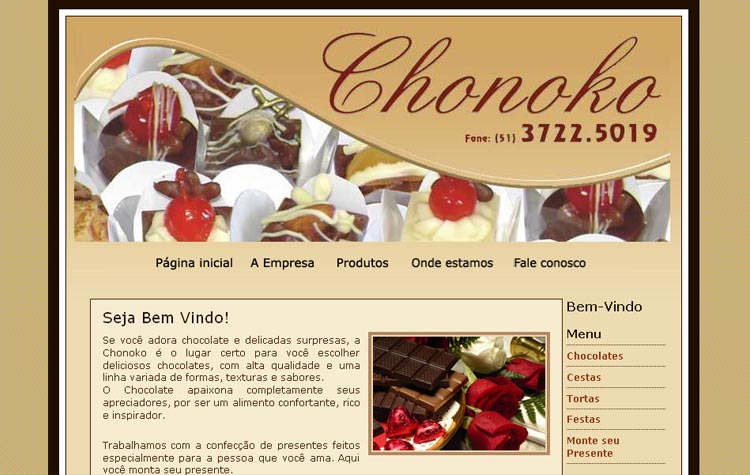 Chonoko
Fone: (51) 3722.5019
Página inicial A Empresa Produtos Onde estamos Fale conosco
Seja Bem Vindo!
Se você adora chocolate e delicadas surpresas, a
Chonoko é o lugar certo para você escolher
deliciosos chocolates, com alta qualidade e uma
linha variada de formas, texturas e sabores.
O Chocolate apaixona completamente seus
apreciadores, por ser um alimento confortante, rico
e inspirador.
Trabalhamos com a confecção de presentes feitos
especialmente para a pessoa que você ama. Aqui
você monta seu presente.
Bem-Vindo
Menu
Chocolates
Cestas
Tortas
Festas
Monte seu
Presente